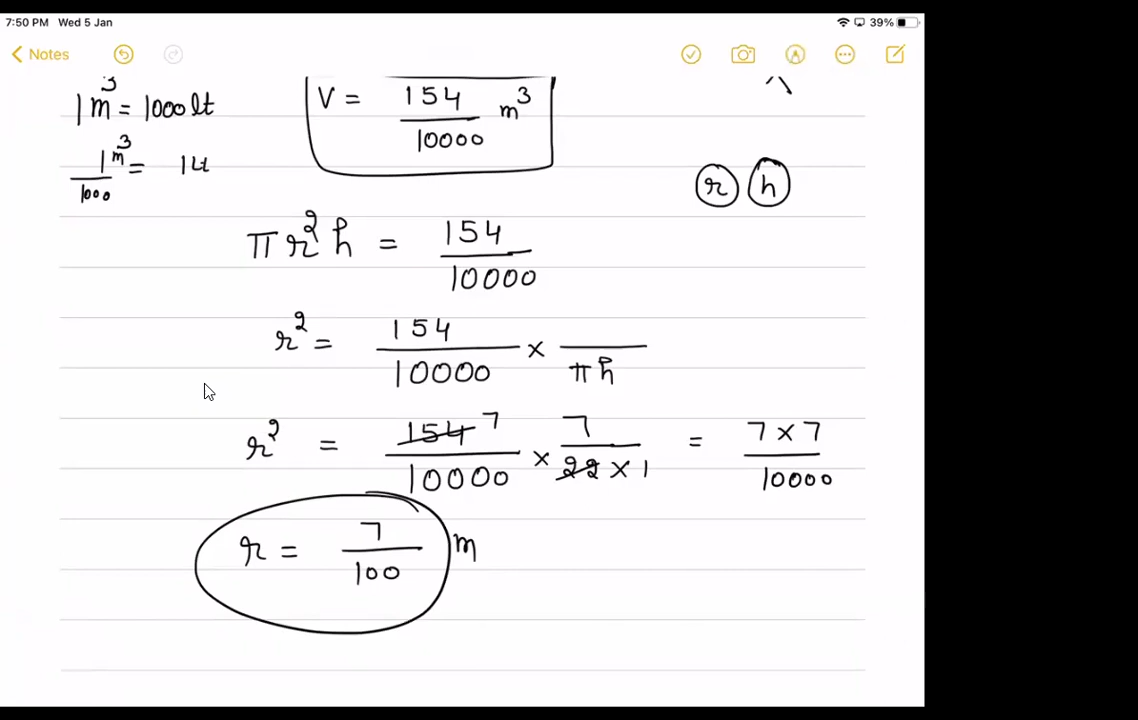 7:50 PM Wed 5 Jan 39%
Notes
1 m³ = 1000 lt
V = 154/10000 m³
1/1000 m³ = 1 lt
r h
πr²h = 154/10000
r² = 154/10000 × /πh
r² = 154 7/10000 × 7/22 × 1 = 7 × 7/10000
r = 7/100 m